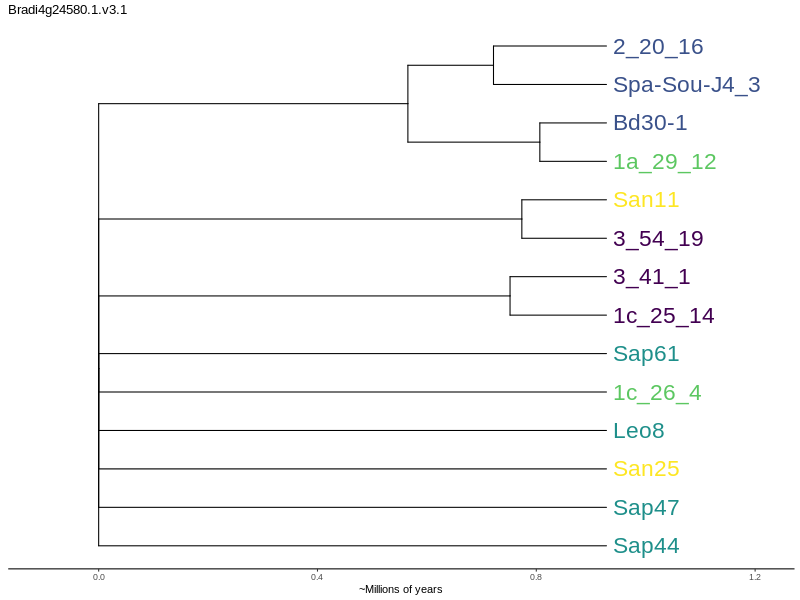 Bradi4g24580.1.v3.1
2_20_16
Spa-Sou-J4_3
Bd30-1
1a_29_12
San11
3_54_19
3_41_1
1c_25_14
Sap61
1c_26_4
Leo8
San25
Sap47
Sap44
0.0 0.4 0.8 1.2
~Millions of years